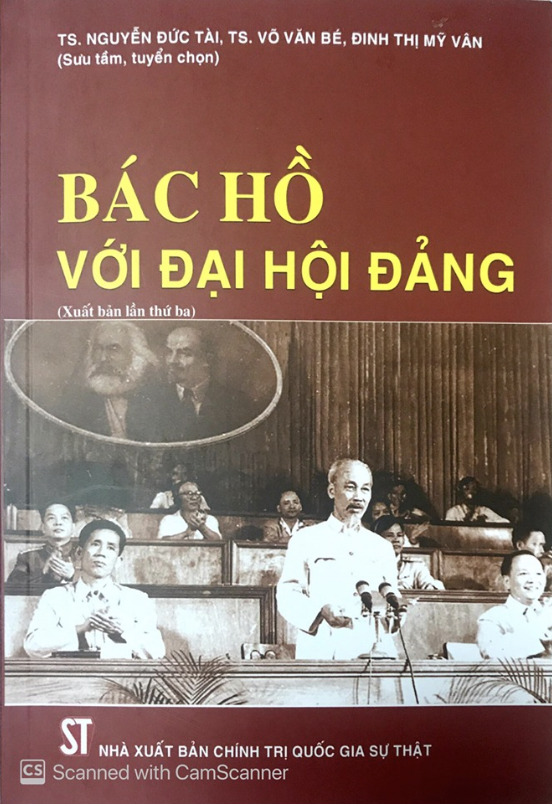 TS. NGUYỄN ĐỨC TÀI, TS. VÕ VĂN BÉ, ĐINH THỊ MỸ VÂN
(Sưu tầm, tuyển chọn)
BÁC HỒ
VỚI ĐẠI HỘI ĐẢNG
(Xuất bản lần thứ ba)
ST NHÀ XUẤT BẢN CHÍNH TRỊ QUỐC GIA SỰ THẬT
CS Scanned with CamScanner